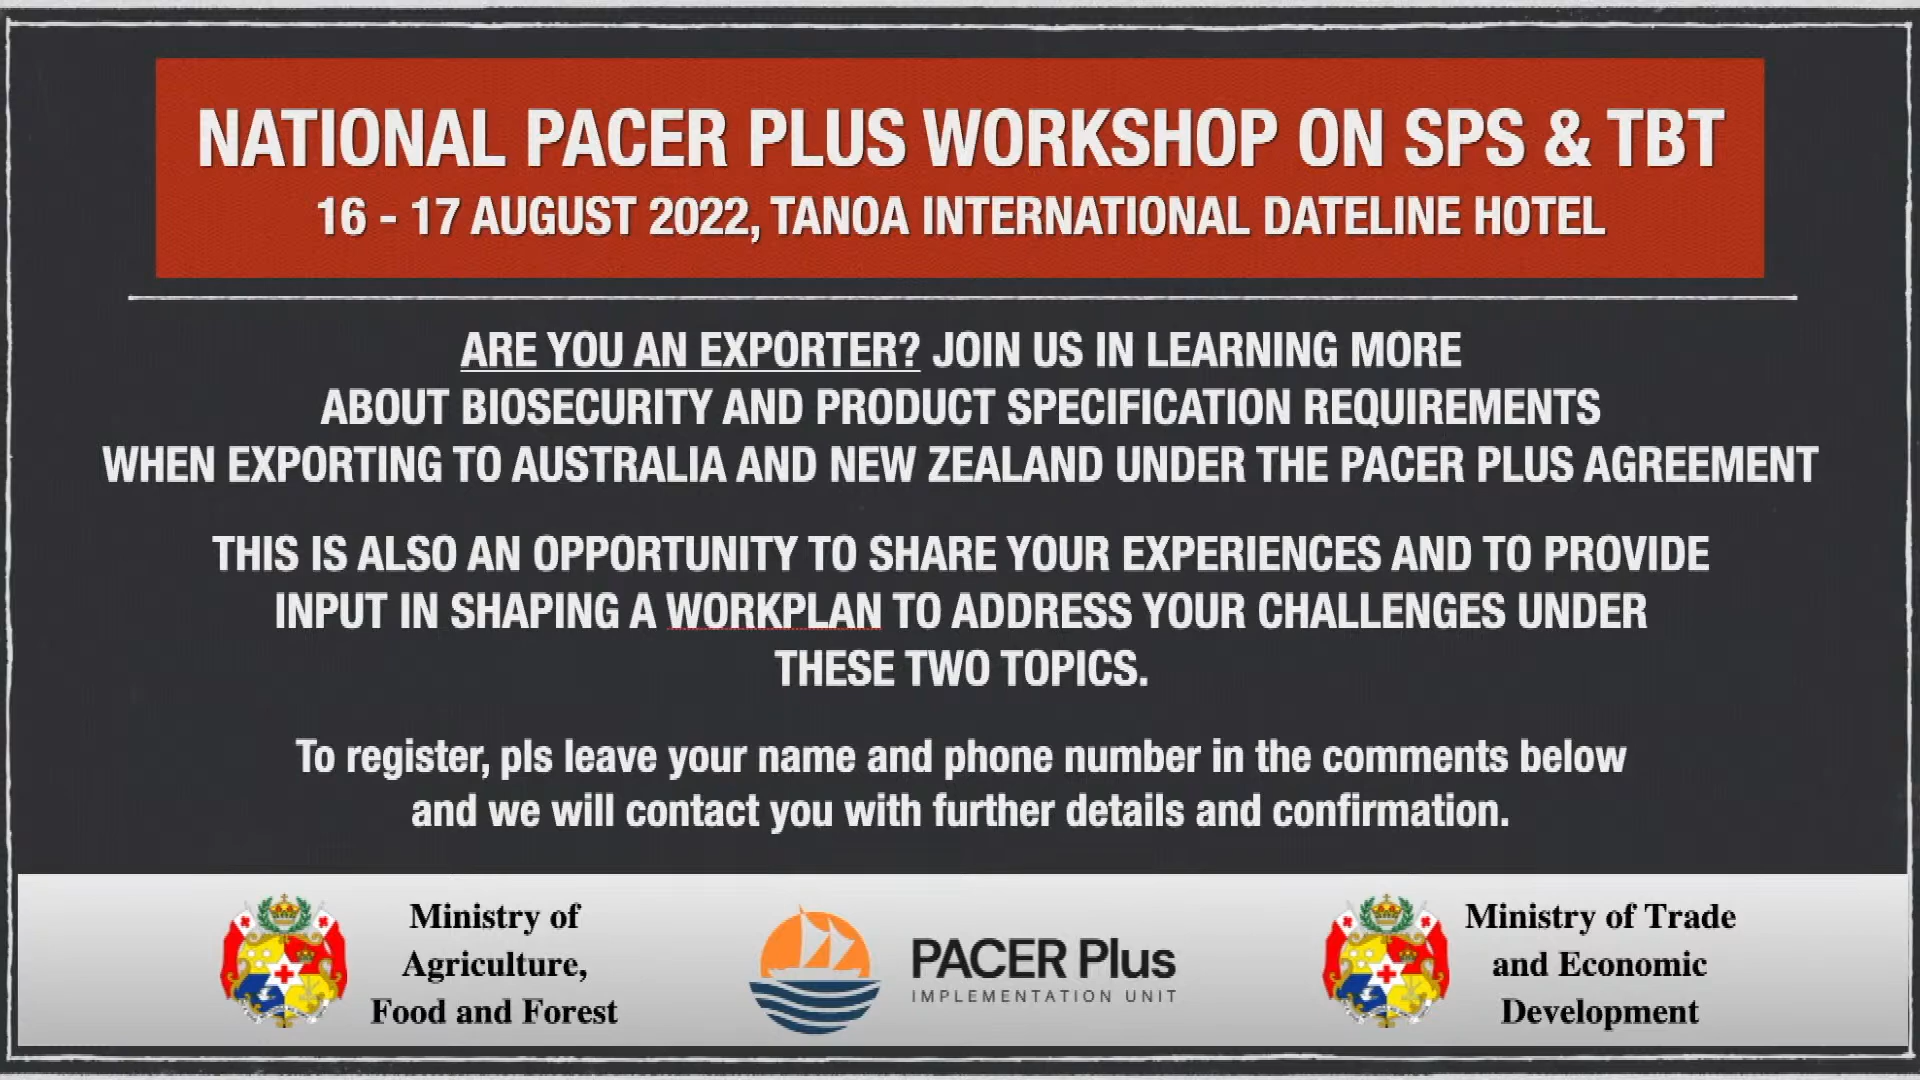 NATIONAL PACER PLUS WORKSHOP ON SPS & TBT
16 - 17 AUGUST 2022, TANOA INTERNATIONAL DATELINE HOTEL
ARE YOU AN EXPORTER? JOIN US IN LEARNING MORE
ABOUT BIOSECURITY AND PRODUCT SPECIFICATION REQUIREMENTS
WHEN EXPORTING TO AUSTRALIA AND NEW ZEALAND UNDER THE PACER PLUS AGREEMENT
THIS IS ALSO AN OPPORTUNITY TO SHARE YOUR EXPERIENCES AND TO PROVIDE
INPUT IN SHAPING A WORKPLAN TO ADDRESS YOUR CHALLENGES UNDER
THESE TWO TOPICS.
To register, pls leave your name and phone number in the comments below
and we will contact you with further details and confirmation.
Ministry of
Agriculture,
Food and Forest
PACER Plus
IMPLEMENTATION UNIT
Ministry of Trade
and Economic
Development